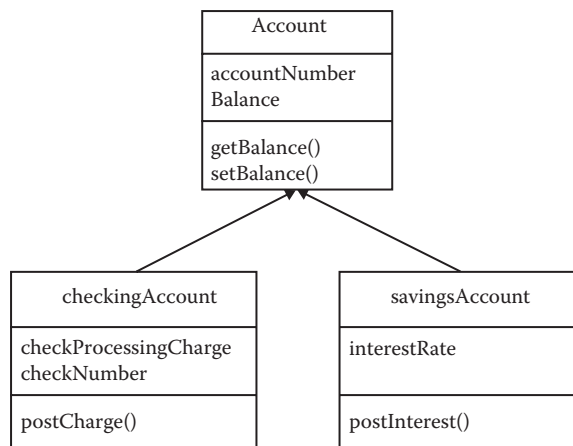 Account
accountNumber
Balance
getBalance()
setBalance()
checkingAccount
checkProcessingCharge
checkNumber
postCharge()
savingsAccount
interestRate
postInterest()